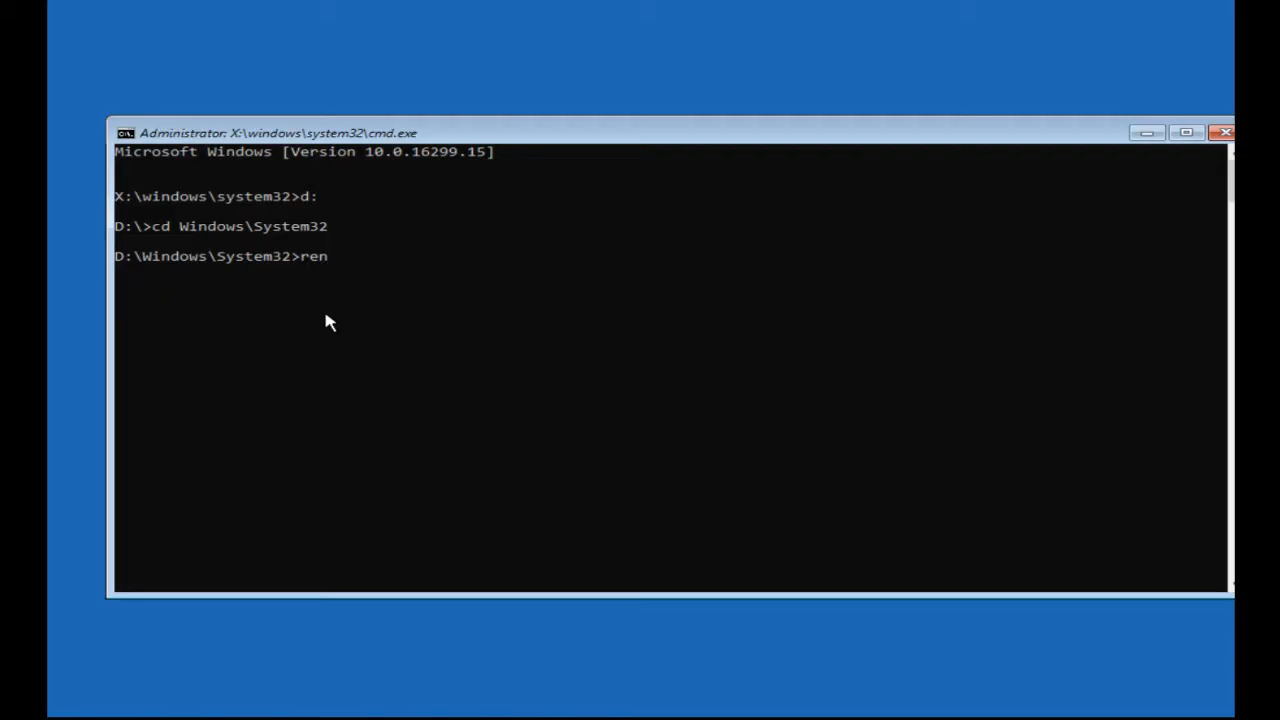 Administrator: X:\windows\system32\cmd.exe
Microsoft Windows [Version 10.0.16299.15]
X:\windows\system32>d:
D:\>cd Windows\System32
D:\Windows\System32>ren